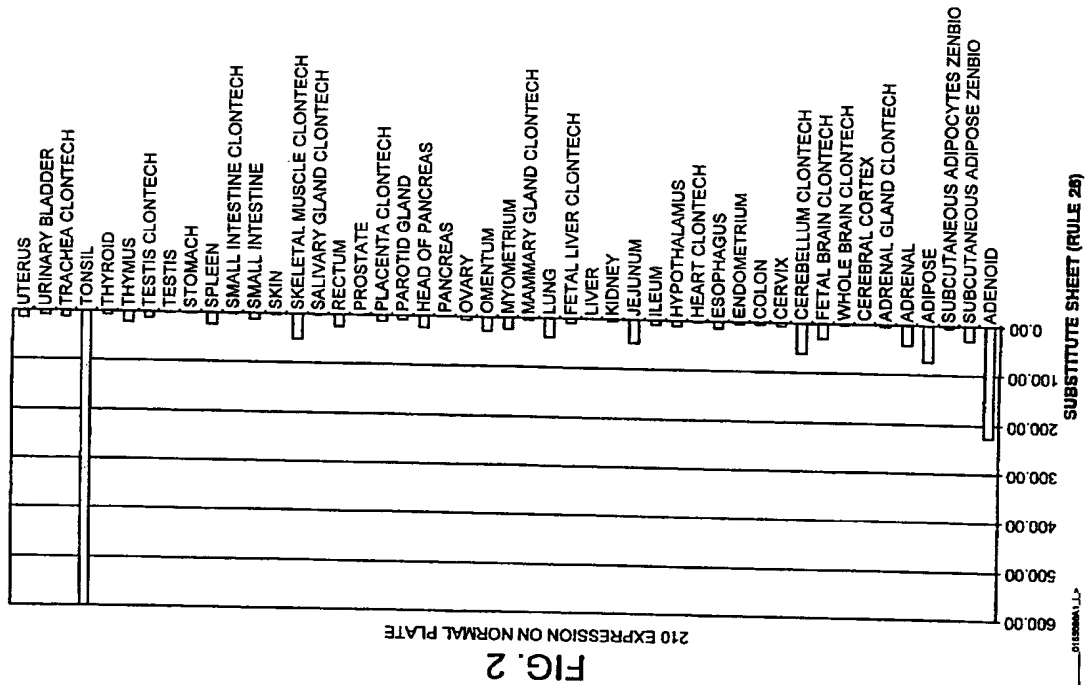 UTERUS
URINARY BLADDER
TRACHEA CLONTECH
TONSIL
THYROID
THYMUS
TESTIS CLONTECH
TESTIS
STOMACH
SPLEEN
SMALL INTESTINE CLONTECH
SMALL INTESTINE
SKIN
SKELETAL MUSCLE CLONTECH
SALIVARY GLAND CLONTECH
RECTUM
PROSTATE
PLACENTA CLONTECH
PAROTID GLAND
HEAD OF PANCREAS
PANCREAS
OVARY
OMENTUM
MYOMETRIUM
MAMMARY GLAND CLONTECH
LUNG
FETAL LIVER CLONTECH
LIVER
KIDNEY
JEJUNUM
ILEUM
HYPOTHALAMUS
HEART CLONTECH
ESOPHAGUS
ENDOMETRIUM
COLON
CERVIX
CEREBELLUM CLONTECH
FETAL BRAIN CLONTECH
WHOLE BRAIN CLONTECH
CEREBRAL CORTEX
ADRENAL GLAND CLONTECH
ADRENAL
ADIPOSE
SUBCUTANEOUS ADIPOCYTES ZENBIO
SUBCUTANEOUS ADIPOSE ZENBIO
ADENOID
0.00
100.00
200.00
300.00
400.00
500.00
600.00
210 EXPRESSION ON NORMAL PLATE
FIG. 2
SUBSTITUTE SHEET (RULE 26)